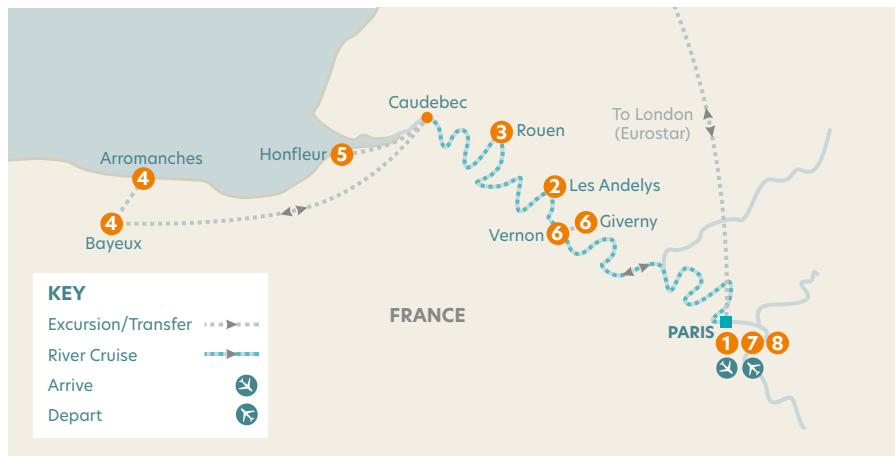 Caudebec
3 Rouen
To London
(Eurostar)
Arromanches
4
Honfleur 5
2 Les Andelys
4
Bayeux
6 Giverny
Vernon 6
KEY
Excursion/Transfer
River Cruise
Arrive
Depart
FRANCE
PARIS
1 7 8